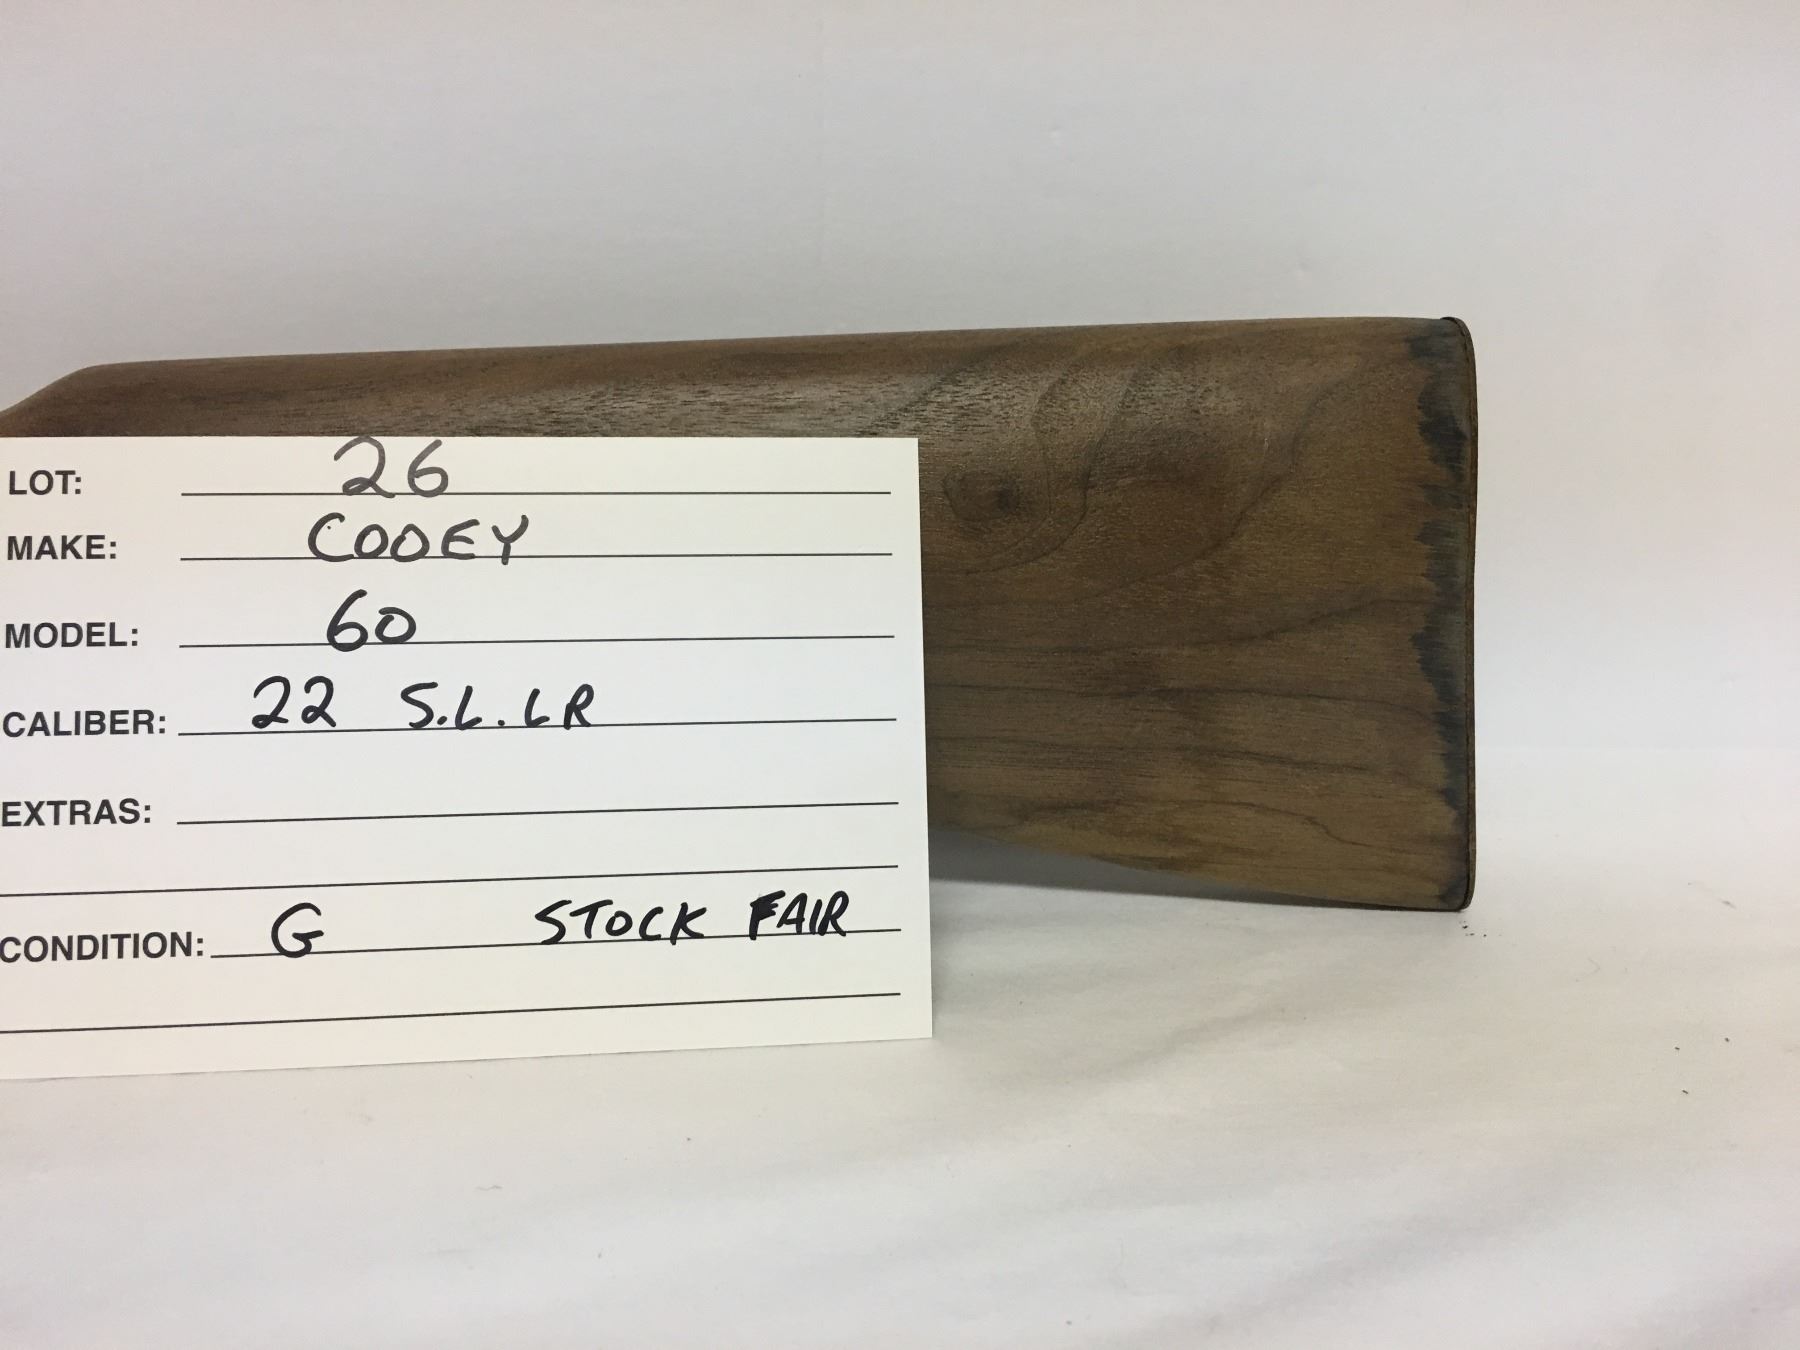 LOT: 26
MAKE: COOEY
MODEL: 60
CALIBER: 22 S.L.LR
EXTRAS:
CONDITION: G STOCK FAIR